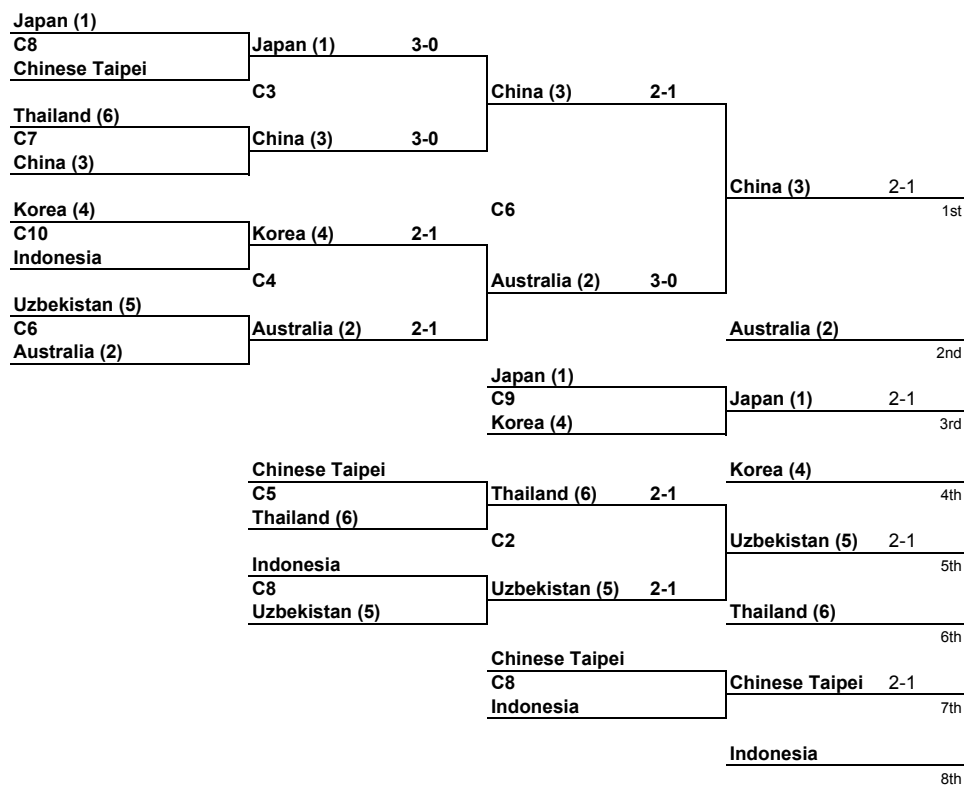 Japan (1)
C8 Japan (1) 3-0
Chinese Taipei
C3 China (3) 2-1
Thailand (6)
C7 China (3) 3-0
China (3)
China (3) 2-1
Korea (4) C6 1st
C10 Korea (4) 2-1
Indonesia
C4 Australia (2) 3-0
Uzbekistan (5)
C6 Australia (2) 2-1 Australia (2)
Australia (2) 2nd
Japan (1)
C9 Japan (1) 2-1
Korea (4) 3rd
Chinese Taipei Korea (4)
C5 Thailand (6) 2-1 4th
Thailand (6)
C2 Uzbekistan (5) 2-1
Indonesia 5th
C8 Uzbekistan (5) 2-1
Uzbekistan (5) Thailand (6)
6th
Chinese Taipei
C8 Chinese Taipei 2-1
Indonesia 7th
Indonesia
8th